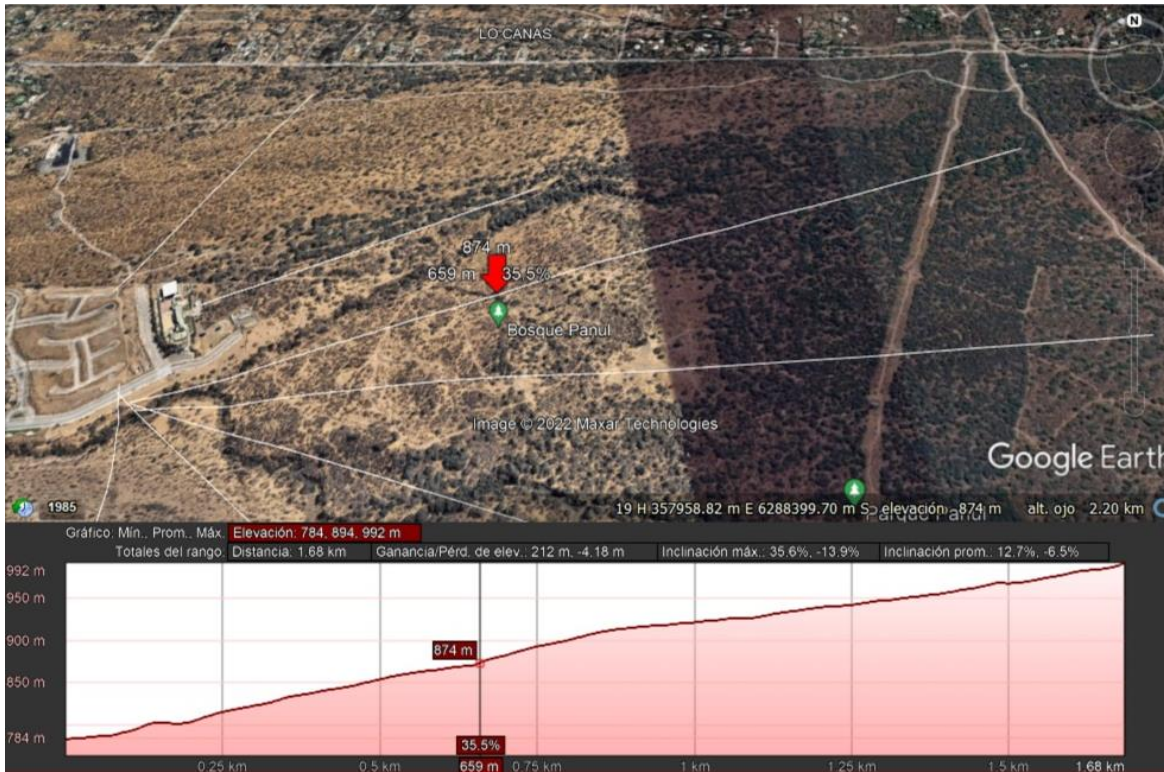 N
LO CAÑAS
874 m
659 m 35.5%
Bosque Panul
Image © 2022 Maxar Technologies
Google Earth
1985
19 H 357958.82 m E 6288399.70 m S elevación: 874 m alt. ojo 2.20 km
Parque Panul
Gráfico: Mín., Prom., Máx. Elevación: 784, 894, 992 m
Totales del rango: Distancia: 1.68 km Ganancia/Pérd. de elev.: 212 m, -4.18 m Inclinación máx.: 35.6%, -13.9% Inclinación prom.: 12.7%, -6.5%
992 m
950 m
900 m
874 m
850 m
784 m
35.5%
0.25 km 0.5 km 659 m 0.75 km 1 km 1.25 km 1.5 km 1.68 km